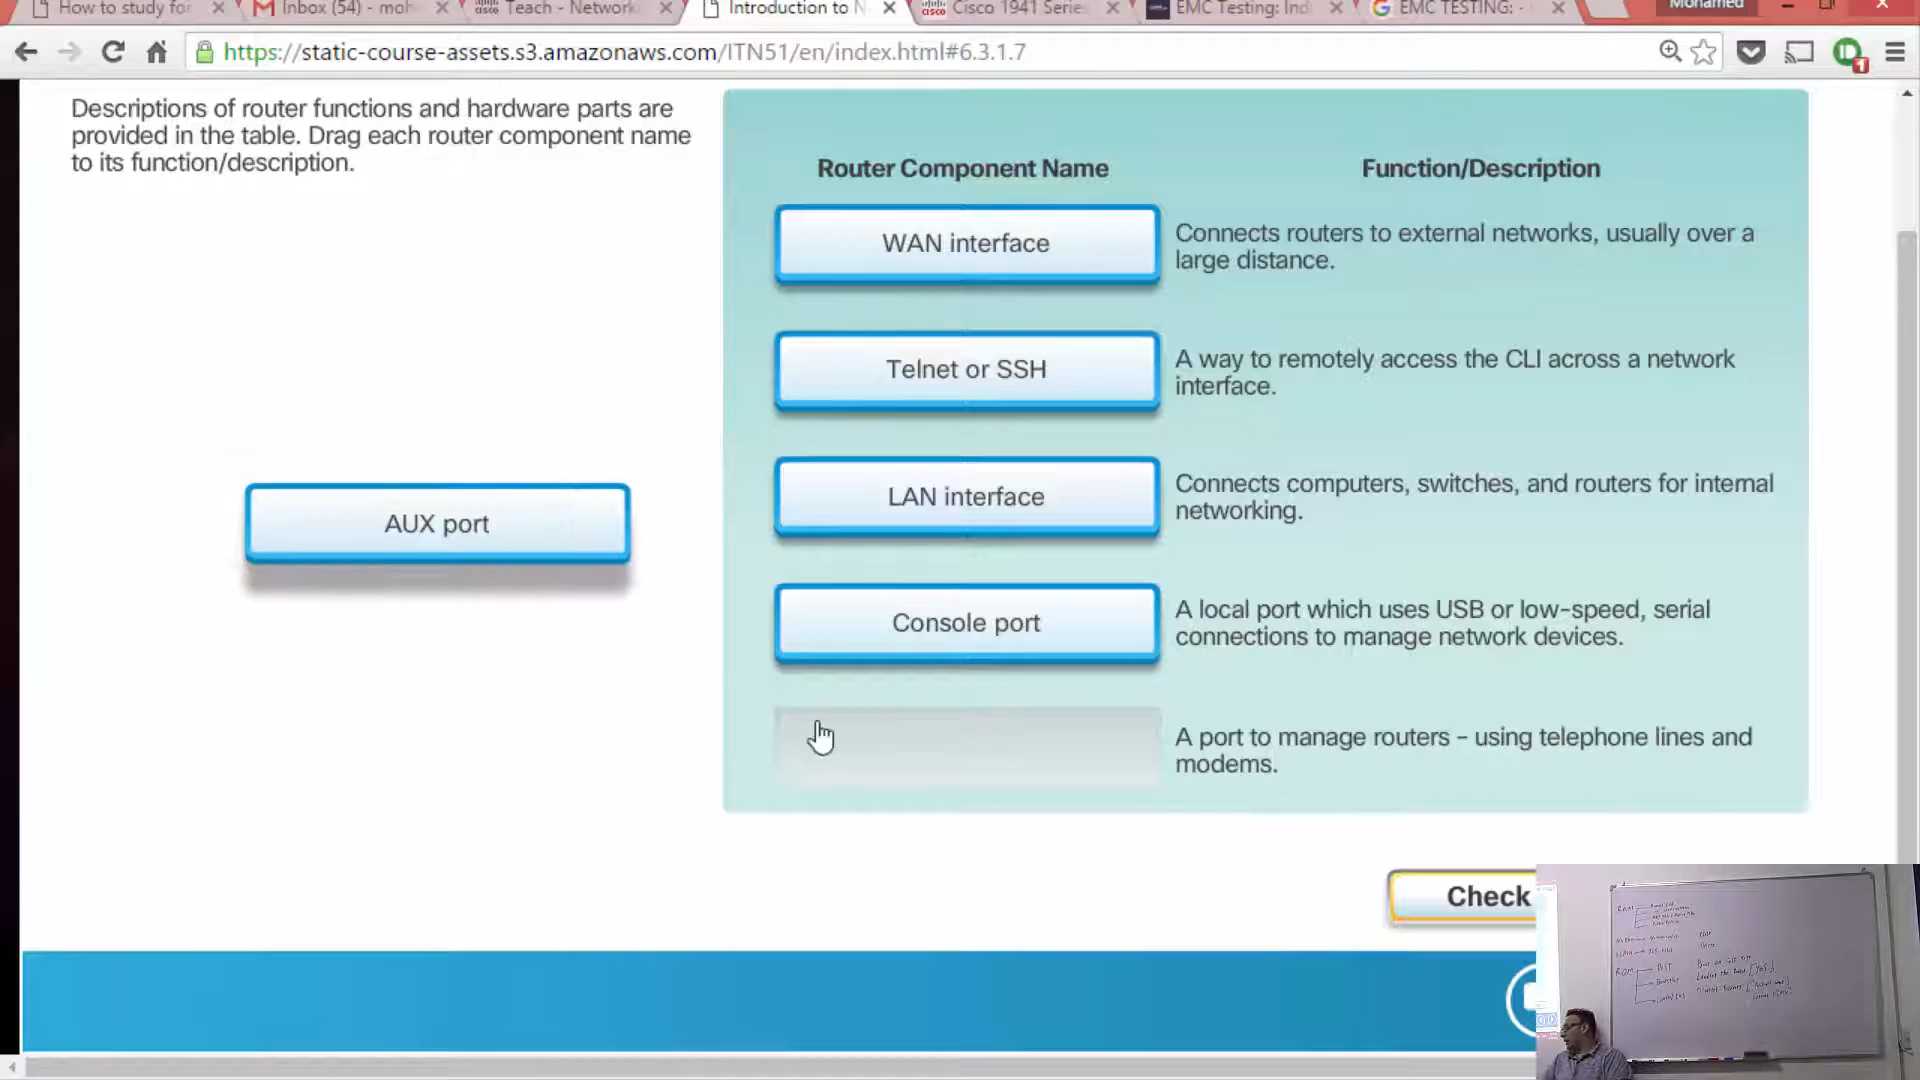 How to study for
Inbox (54) - moh
Teach - Network
Introduction to N
Cisco 1941 Series
EMC Testing: Ind
EMC TESTING: -
Mohamed
https://static-course-assets.s3.amazonaws.com/ITN51/en/index.html#6.3.1.7
1
Descriptions of router functions and hardware parts are
provided in the table. Drag each router component name
to its function/description.
Router Component Name
Function/Description
WAN interface
Connects routers to external networks, usually over a
large distance.
Telnet or SSH
A way to remotely access the CLI across a network
interface.
LAN interface
Connects computers, switches, and routers for internal
networking.
AUX port
Console port
A local port which uses USB or low-speed, serial
connections to manage network devices.
A port to manage routers – using telephone lines and
modems.
Check
RAM
ROM
POST